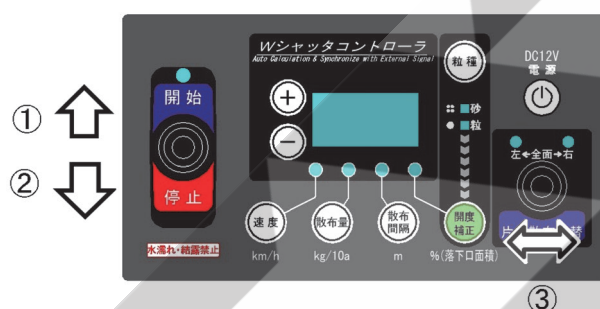 Wシャッタコントローラ
Auto Calculation & Synchronize with External Signal
粒種
DC12V
電源
開始
＋
－
砂
粒
左←全面→右
①
②
停止
速度
散布量
散布
間隔
開度
補正
水濡れ・結露禁止
km/h
kg/10a
m
%(落下口面積)
③